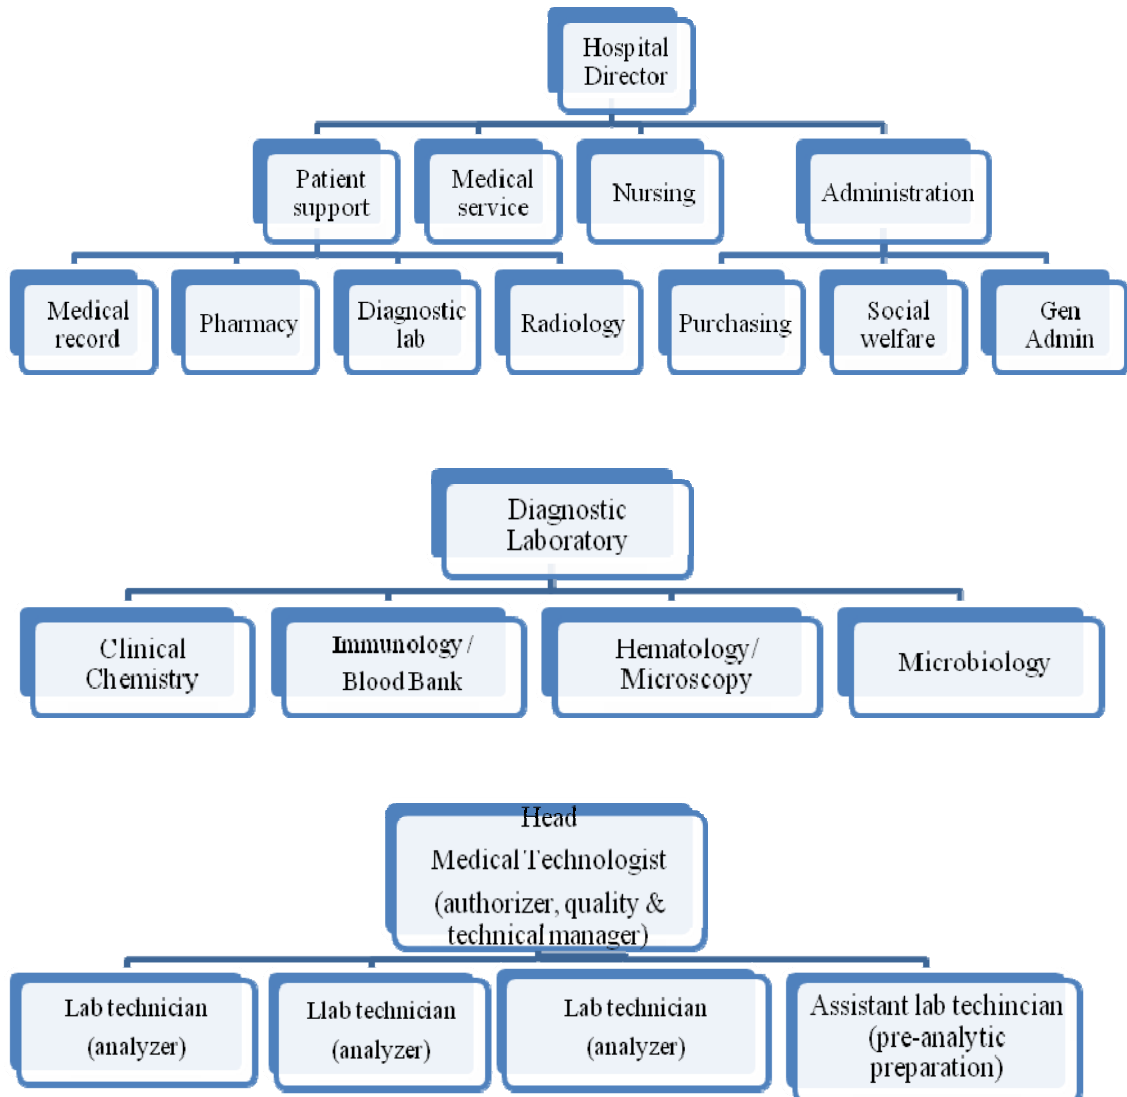 Hospital
Director
Patient
support
Medical
service
Nursing
Administration
Medical
record
Pharmacy
Diagnostic
lab
Radiology
Purchasing
Social
welfare
Gen
Admin
Diagnostic
Laboratory
Clinical
Chemistry
Immunology /
Blood Bank
Hematology/
Microscopy
Microbiology
Head
Medical Technologist
(authorizer, quality &
technical manager)
Lab technician
(analyzer)
Llab technician
(analyzer)
Lab technician
(analyzer)
Assistant lab techincian
(pre-analytic
preparation)